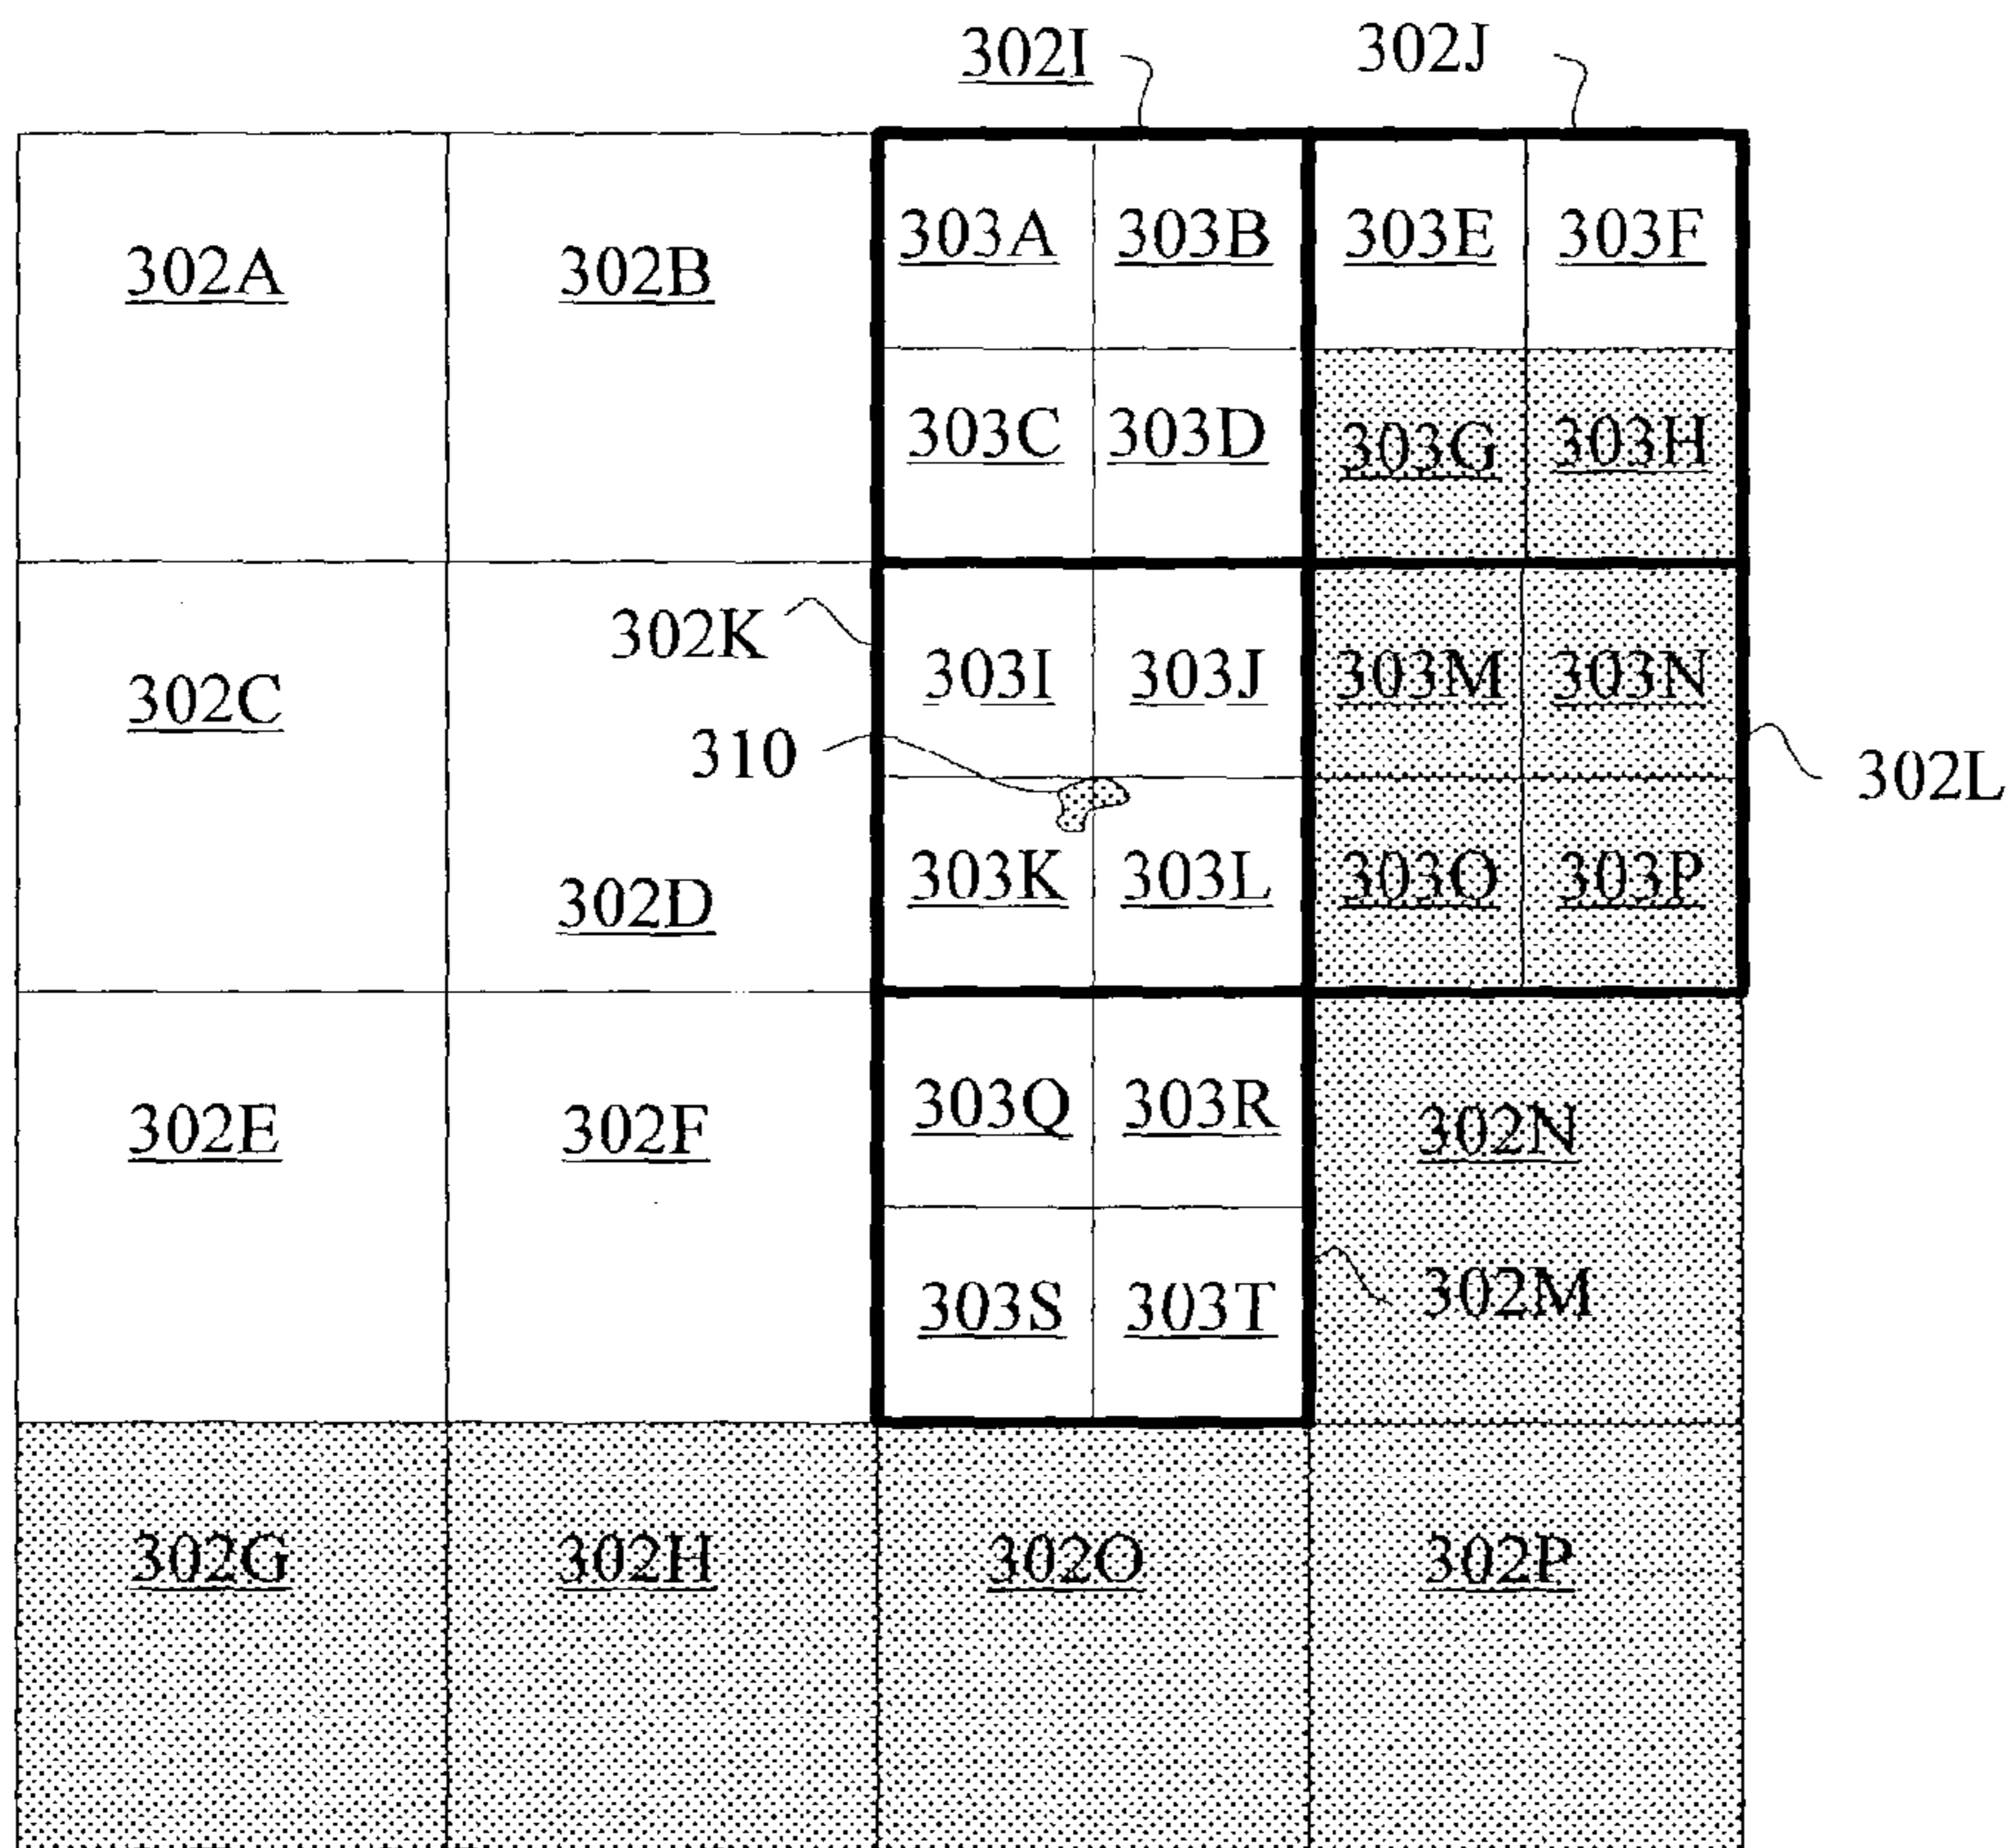 302I 302J
303A 303B 303E 303F
302A 302B
303C 303D 303G 303H
302K
303I 303J 303M 303N
302C
310
302L
303K 303L 303O 303P
302D
303Q 303R
302E 302F 302N
302M
303S 303T
302G 302H 302O 302P